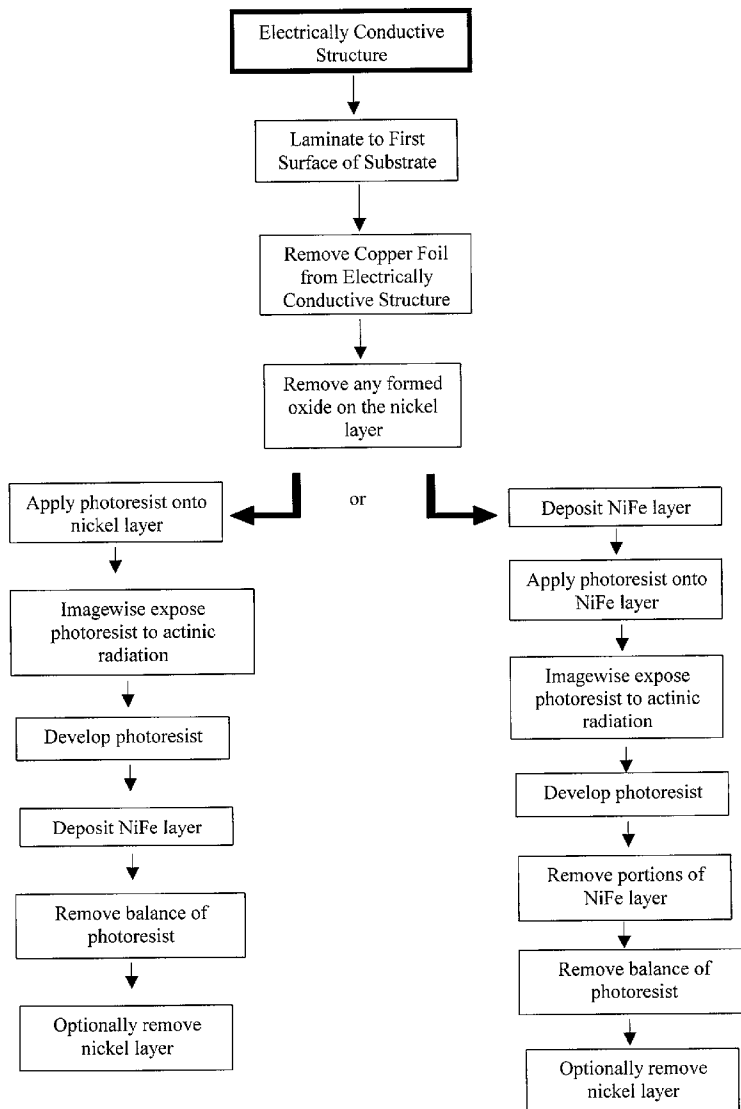 Electrically Conductive
Structure
Laminate to First
Surface of Substrate
Remove Copper Foil
from Electrically
Conductive Structure
Remove any formed
oxide on the nickel
layer
or
Apply photoresist onto
nickel layer
Imagewise expose
photoresist to actinic
radiation
Develop photoresist
Deposit NiFe layer
Remove balance of
photoresist
Optionally remove
nickel layer
Deposit NiFe layer
Apply photoresist onto
NiFe layer
Imagewise expose
photoresist to actinic
radiation
Develop photoresist
Remove portions of
NiFe layer
Remove balance of
photoresist
Optionally remove
nickel layer